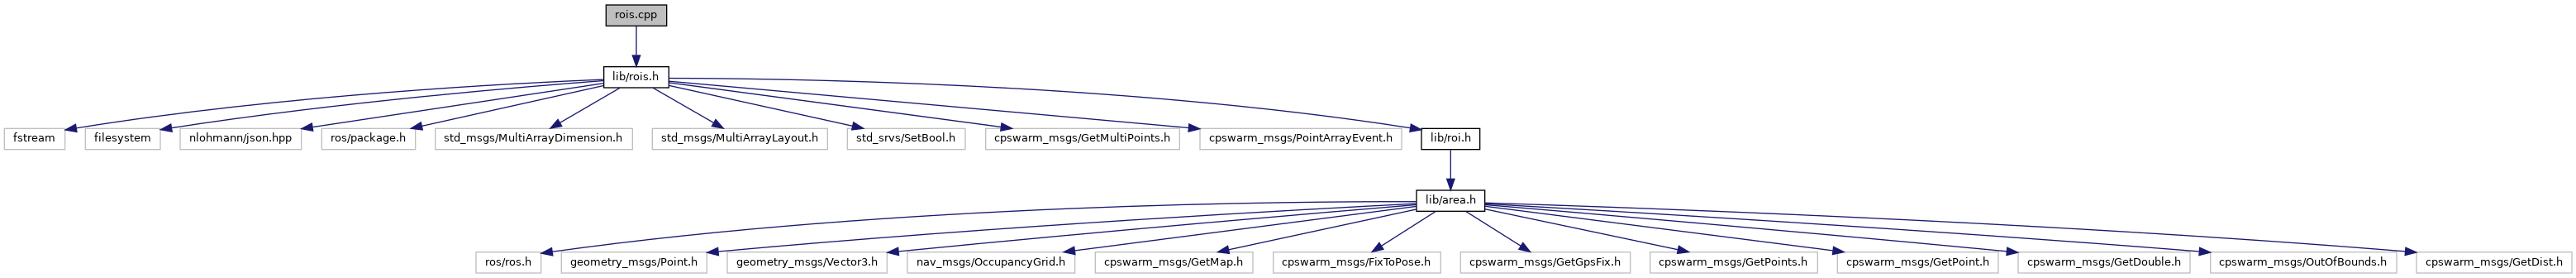 rois.cpp
lib/rois.h
fstream
filesystem
nlohmann/json.hpp
ros/package.h
std_msgs/MultiArrayDimension.h
std_msgs/MultiArrayLayout.h
std_srvs/SetBool.h
cpswarm_msgs/GetMultiPoints.h
cpswarm_msgs/PointArrayEvent.h
lib/roi.h
lib/area.h
ros/ros.h
geometry_msgs/Point.h
geometry_msgs/Vector3.h
nav_msgs/OccupancyGrid.h
cpswarm_msgs/GetMap.h
cpswarm_msgs/FixToPose.h
cpswarm_msgs/GetGpsFix.h
cpswarm_msgs/GetPoints.h
cpswarm_msgs/GetPoint.h
cpswarm_msgs/GetDouble.h
cpswarm_msgs/OutOfBounds.h
cpswarm_msgs/GetDist.h